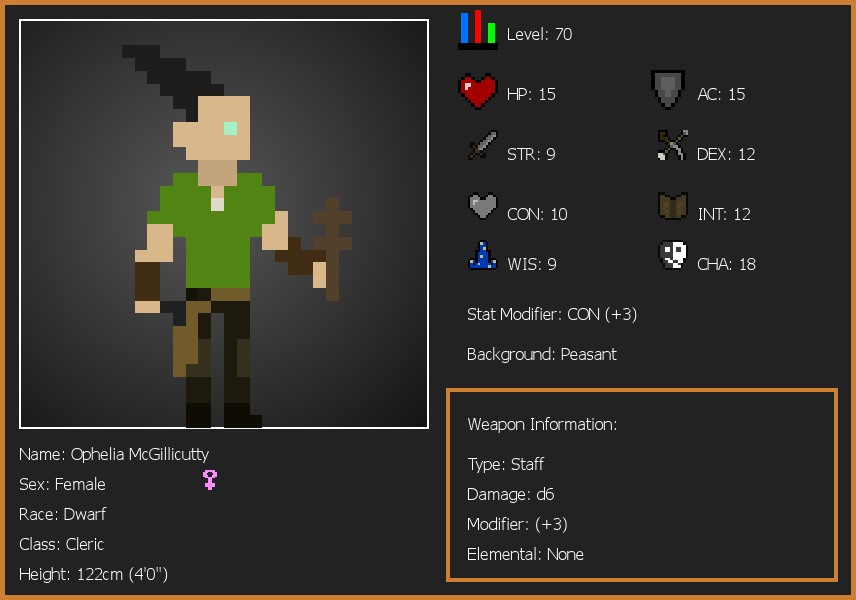 Level: 70
HP: 15
AC: 15
STR: 9
DEX: 12
CON: 10
INT: 12
WIS: 9
CHA: 18
Stat Modifier: CON (+3)
Background: Peasant
Weapon Information:
Type: Staff
Damage: d6
Modifier: (+3)
Elemental: None
Name: Ophelia McGillicutty
Sex: Female
Race: Dwarf
Class: Cleric
Height: 122cm (4'0")